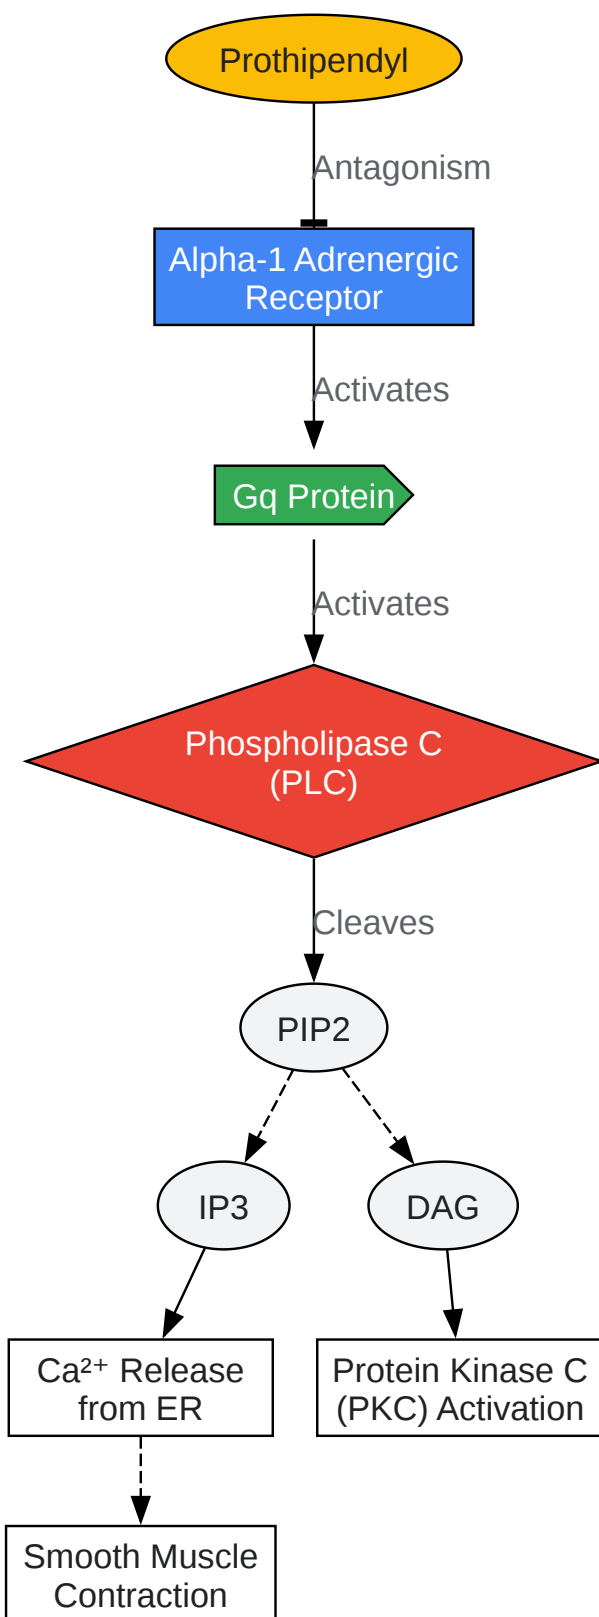 Prothipendyl
Antagonism
Alpha-1 Adrenergic
Receptor
Activates
Gq Protein
Activates
Phospholipase C
(PLC)
Cleaves
PIP2
IP3
DAG
Ca²⁺ Release
from ER
Protein Kinase C
(PKC) Activation
Smooth Muscle
Contraction